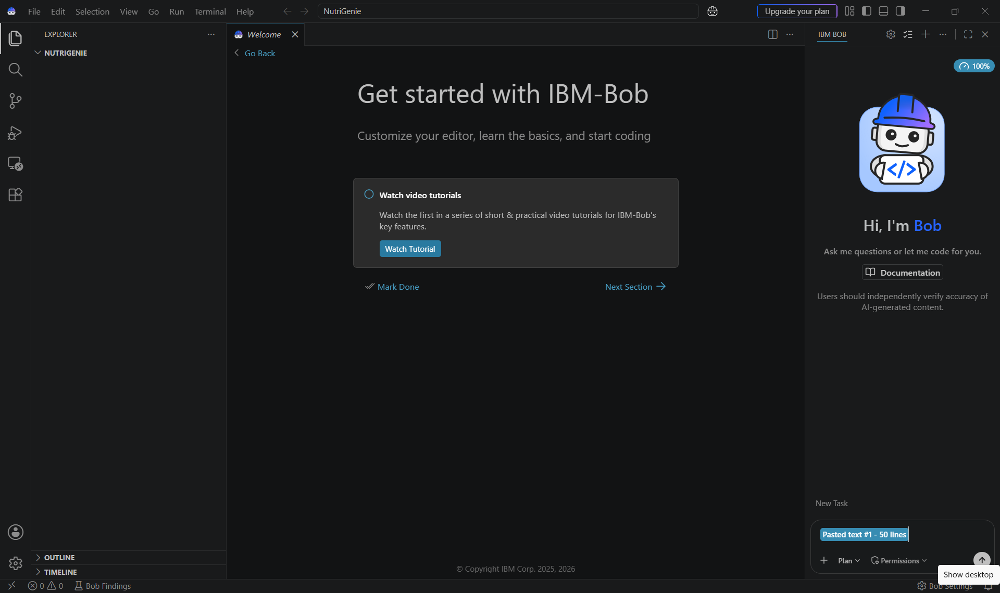 File Edit Selection View Go Run Terminal Help
NutriGenie
Upgrade your plan
EXPLORER
NUTRIGENIE
OUTLINE
TIMELINE
Welcome
Go Back
Get started with IBM-Bob
Customize your editor, learn the basics, and start coding
Watch video tutorials
Watch the first in a series of short & practical video tutorials for IBM-Bob's
key features.
Watch Tutorial
Mark Done
Next Section
© Copyright IBM Corp. 2025, 2026
IBM BOB
100%
</>
Hi, I'm Bob
Ask me questions or let me code for you.
Documentation
Users should independently verify accuracy of
AI-generated content.
New Task
Pasted text #1 - 50 lines
Plan
Permissions
Show desktop
0 0 Bob Findings
Bob Settings